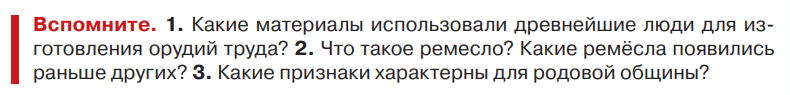 Вспомните. 1. Какие материалы использовали древнейшие люди для из-
готовления орудий труда? 2. Что такое ремесло? Какие ремёсла появились
раньше других? 3. Какие признаки характерны для родовой общины?